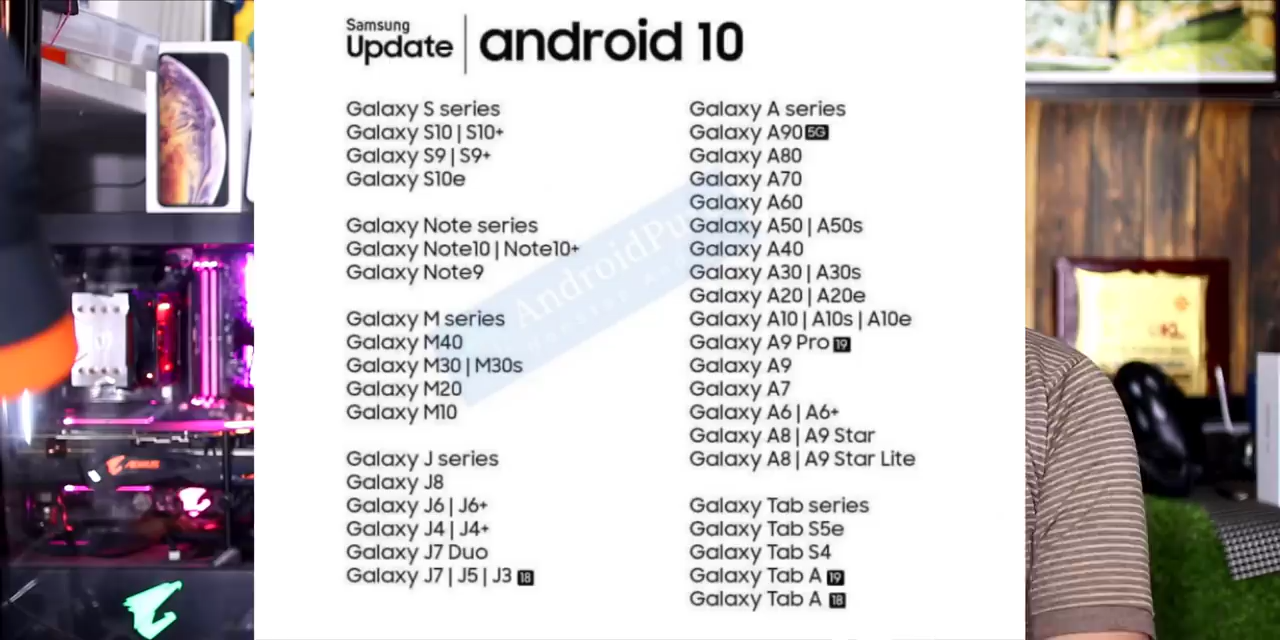 Samsung
Update | android 10
Galaxy S series
Galaxy S10 | S10+
Galaxy S9 | S9+
Galaxy S10e
Galaxy Note series
Galaxy Note10 | Note10+
Galaxy Note9
Galaxy M series
Galaxy M40
Galaxy M30 | M30s
Galaxy M20
Galaxy M10
Galaxy J series
Galaxy J8
Galaxy J6 | J6+
Galaxy J4 | J4+
Galaxy J7 Duo
Galaxy J7 | J5 | J3 18
Galaxy A series
Galaxy A90 5G
Galaxy A80
Galaxy A70
Galaxy A60
Galaxy A50 | A50s
Galaxy A40
Galaxy A30 | A30s
Galaxy A20 | A20e
Galaxy A10 | A10s | A10e
Galaxy A9 Pro 19
Galaxy A9
Galaxy A7
Galaxy A6 | A6+
Galaxy A8 | A9 Star
Galaxy A8 | A9 Star Lite
Galaxy Tab series
Galaxy Tab S5e
Galaxy Tab S4
Galaxy Tab A 19
Galaxy Tab A 18